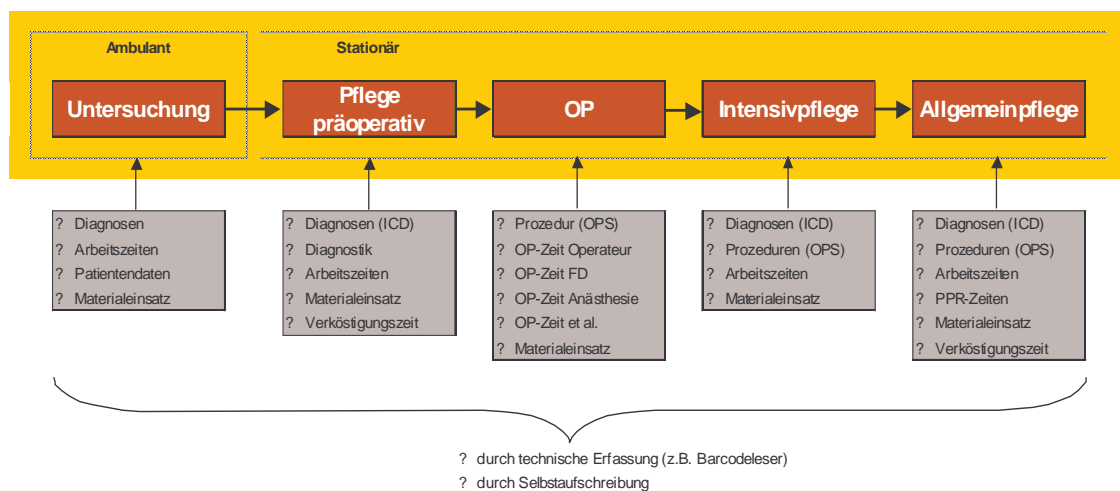 Ambulant
Stationär
Untersuchung
Pflege
präoperativ
OP
Intensivpflege
Allgemeinpflege
? Diagnosen
? Arbeitszeiten
? Patientendaten
? Materialeinsatz
? Diagnosen (ICD)
? Diagnostik
? Arbeitszeiten
? Materialeinsatz
? Verköstigungszeit
? Prozedur (OPS)
? OP-Zeit Operateur
? OP-Zeit FD
? OP-Zeit Anästhesie
? OP-Zeit et al.
? Materialeinsatz
? Diagnosen (ICD)
? Prozeduren (OPS)
? Arbeitszeiten
? Materialeinsatz
? Diagnosen (ICD)
? Prozeduren (OPS)
? Arbeitszeiten
? PPR-Zeiten
? Materialeinsatz
? Verköstigungszeit
? durch technische Erfassung (z.B. Barcodeleser)
? durch Selbstaufschreibung